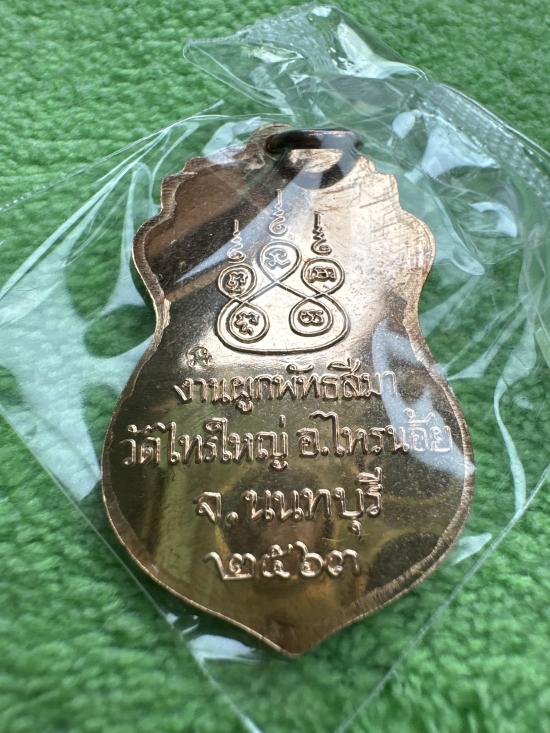 งานผูกพัทธสีมา
วัดไทรใหญ่ อ.ไทรน้อย
จ.นนทบุรี
๒๕๖๓